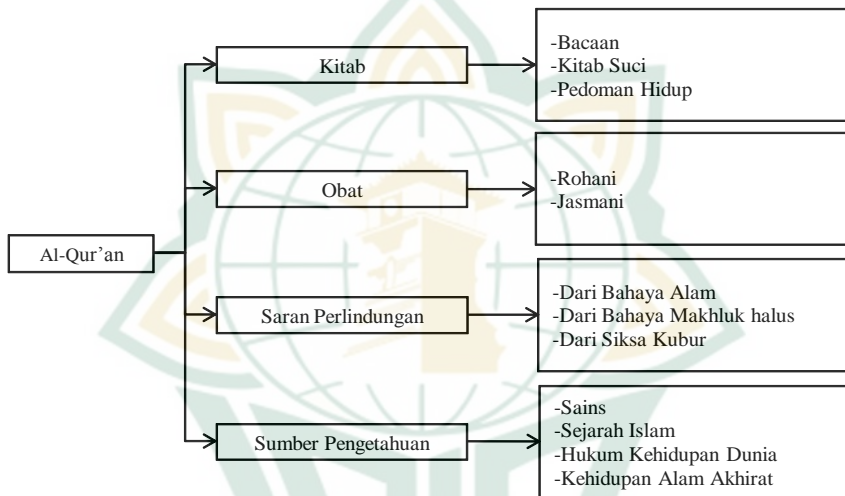 Al-Qur’an
Kitab
-Bacaan
-Kitab Suci
-Pedoman Hidup
Obat
-Rohani
-Jasmani
Saran Perlindungan
-Dari Bahaya Alam
-Dari Bahaya Makhluk halus
-Dari Siksa Kubur
Sumber Pengetahuan
-Sains
-Sejarah Islam
-Hukum Kehidupan Dunia
-Kehidupan Alam Akhirat